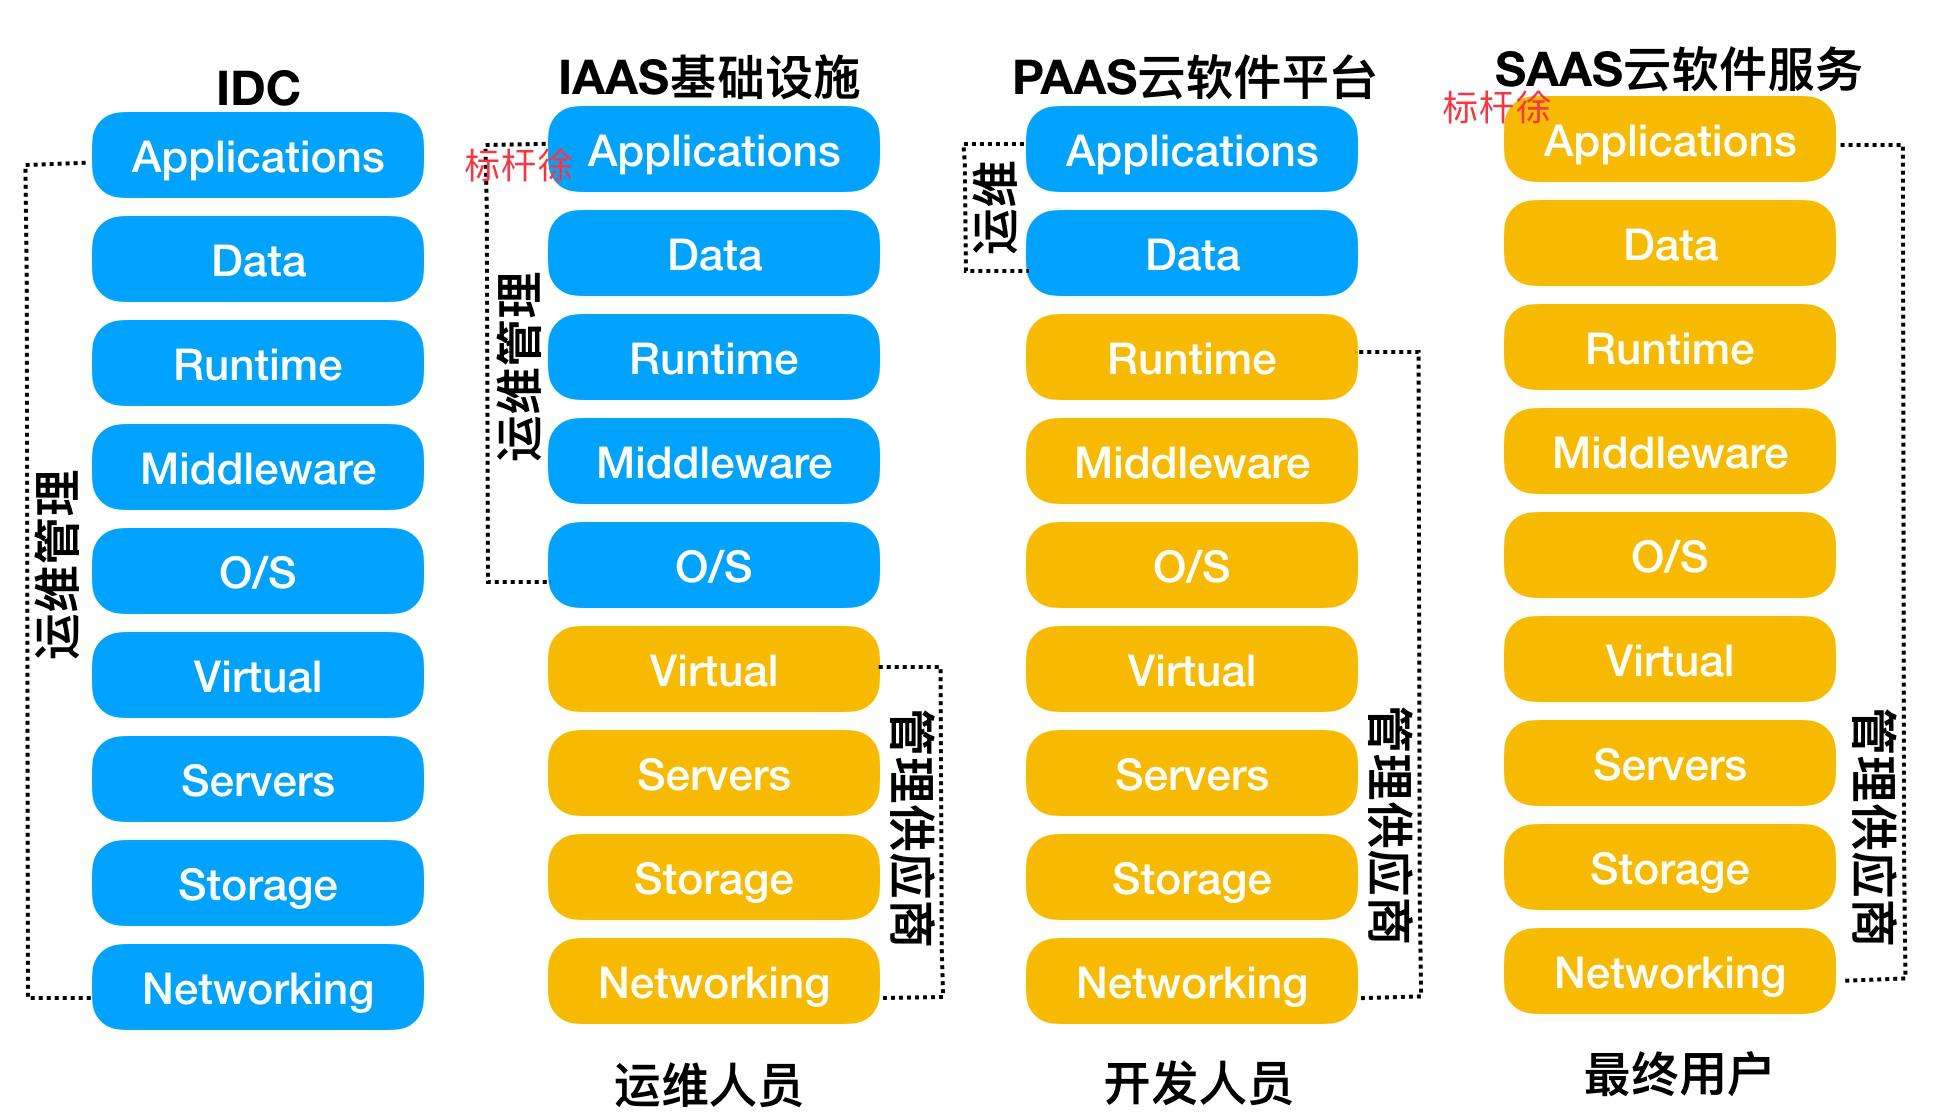 IDC
Applications
Data
Runtime
Middleware
O/S
Virtual
Servers
Storage
Networking
运维管理
IAAS基础设施
标杆徐
Applications
Data
Runtime
Middleware
O/S
Virtual
Servers
Storage
Networking
运维管理
管理供应商
运维人员
PAAS云软件平台
Applications
Data
Runtime
Middleware
O/S
Virtual
Servers
Storage
Networking
运维
管理供应商
开发人员
SAAS云软件服务
标杆徐
Applications
Data
Runtime
Middleware
O/S
Virtual
Servers
Storage
Networking
管理供应商
最终用户